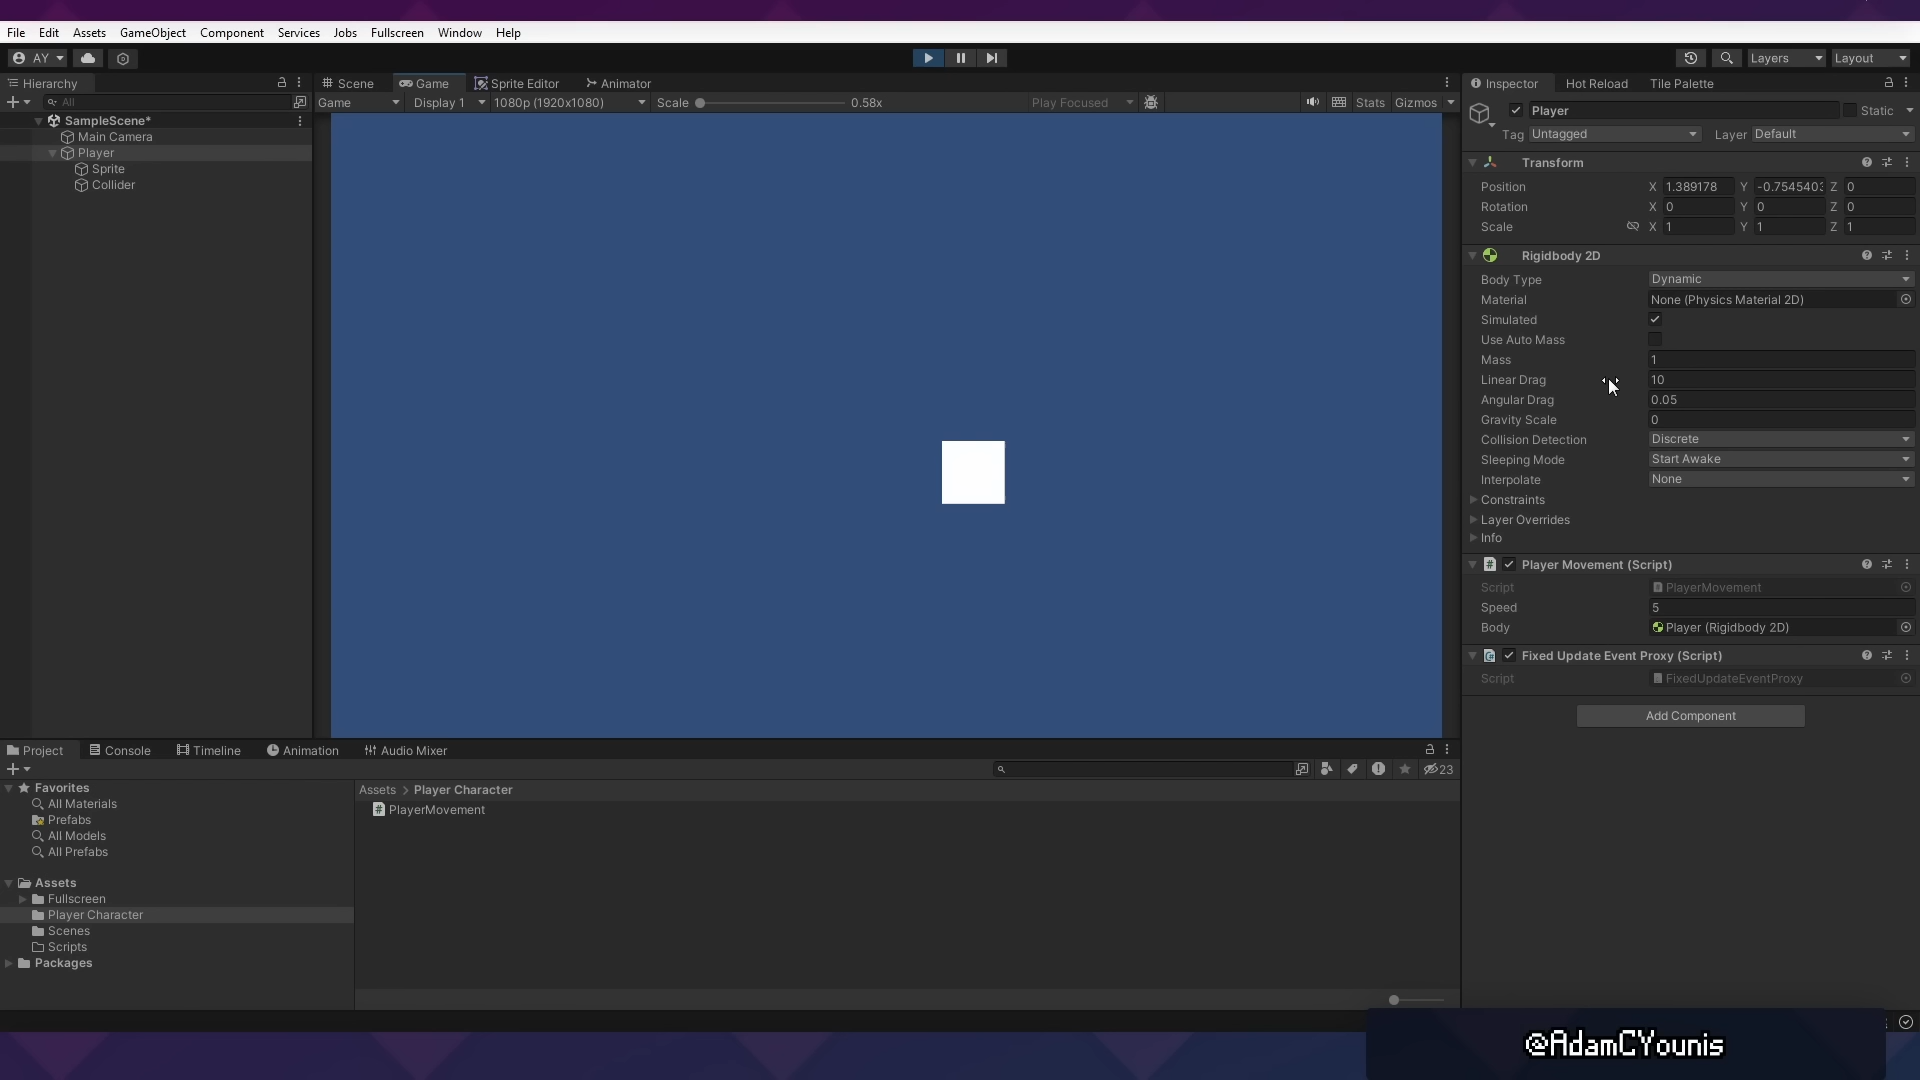 File Edit Assets GameObject Component Services Jobs Fullscreen Window Help
AY Layers Layout
Hierarchy
All
SampleScene*
Main Camera
Player
Sprite
Collider
Scene Game Sprite Editor Animator
Game Display 1 1080p (1920x1080) Scale 0.58x Play Focused Stats Gizmos
Inspector Hot Reload Tile Palette
Player Static
Tag Untagged Layer Default
Transform
Position X 1.389178 Y -0.7545403 Z 0
Rotation X 0 Y 0 Z 0
Scale X 1 Y 1 Z 1
Rigidbody 2D
Body Type Dynamic
Material None (Physics Material 2D)
Simulated
Use Auto Mass
Mass 1
Linear Drag 10
Angular Drag 0.05
Gravity Scale 0
Collision Detection Discrete
Sleeping Mode Start Awake
Interpolate None
Constraints
Layer Overrides
Info
Player Movement (Script)
Script PlayerMovement
Speed 5
Body Player (Rigidbody 2D)
Fixed Update Event Proxy (Script)
Script FixedUpdateEventProxy
Add Component
Project Console Timeline Animation Audio Mixer
23
Favorites
All Materials
Prefabs
All Models
All Prefabs
Assets
Fullscreen
Player Character
Scenes
Scripts
Packages
Assets > Player Character
PlayerMovement
@AdamCYounis